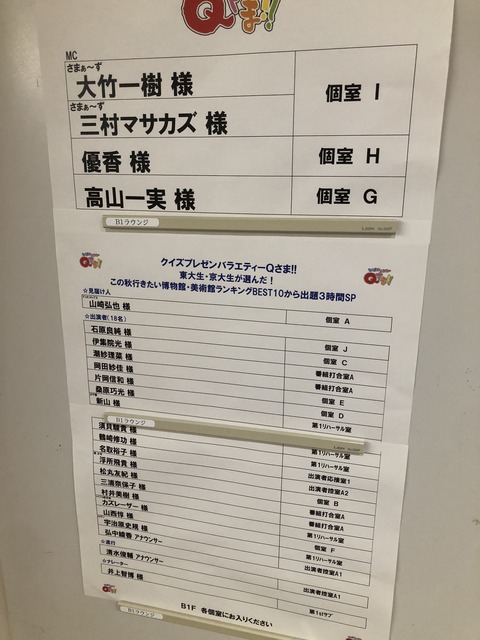 Qさま!!
MC
さまぁ〜ず
大竹一樹 様
個室 I
さまぁ〜ず
三村マサカズ 様
優香 様
個室 H
高山一実 様
個室 G
B1ラウンジ
クイズプレゼンバラエティーQさま!!
東大生・京大生が選んだ！
この秋行きたい博物館・美術館ランキングBEST10から出題3時間SP
☆見届け人
山崎弘也 様
個室 A
☆出演者(18名)
石原良純 様
個室 J
伊集院光 様
個室 C
潮紗理菜 様
番組打合室A
岡田紗佳 様
番組打合室A
片岡信和 様
個室 E
桑原巧光 様
個室 D
新山 様
第1リハーサル室
B1ラウンジ
須貝駿貴 様
第1リハーサル室
鶴崎修功 様
第1リハーサル室
名取裕子 様
出演者応検室1
浮所飛貴 様
出演者控室A2
松丸友紀 様
個室 B
三浦奈保子 様
番組打合室A
村井美樹 様
番組打合室A
カズレーザー 様
第1リハーサル室
山西惇 様
個室 F
宇治原史規 様
第1リハーサル室
弘中綾香 アナウンサー
出演者控室A1
☆進行
清水俊輔 アナウンサー
出演者控室A1
☆ナレーター
井上智博 様
第1stサブ
B1F 各個室にお入りください
B1ラウンジ